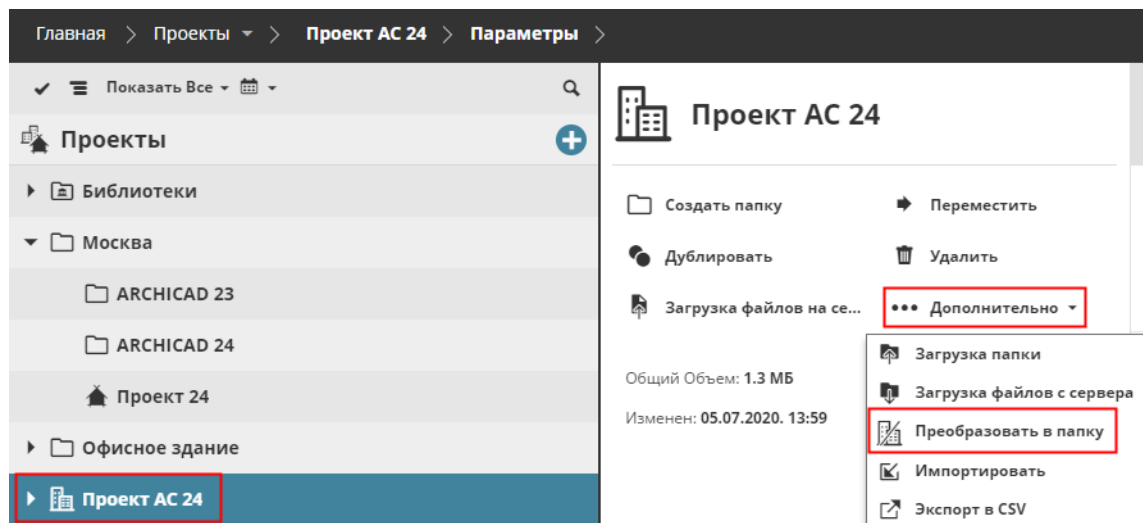 Главная > Проекты > Проект АС 24 > Параметры >
Показать Все
Проекты
Библиотеки
Москва
ARCHICAD 23
ARCHICAD 24
Проект 24
Офисное здание
Проект АС 24
Проект АС 24
Создать папку
Переместить
Дублировать
Удалить
Загрузка файлов на се...
Дополнительно
Общий Объем: 1.3 МБ
Изменен: 05.07.2020. 13:59
Загрузка папки
Загрузка файлов с сервера
Преобразовать в папку
Импортировать
Экспорт в CSV